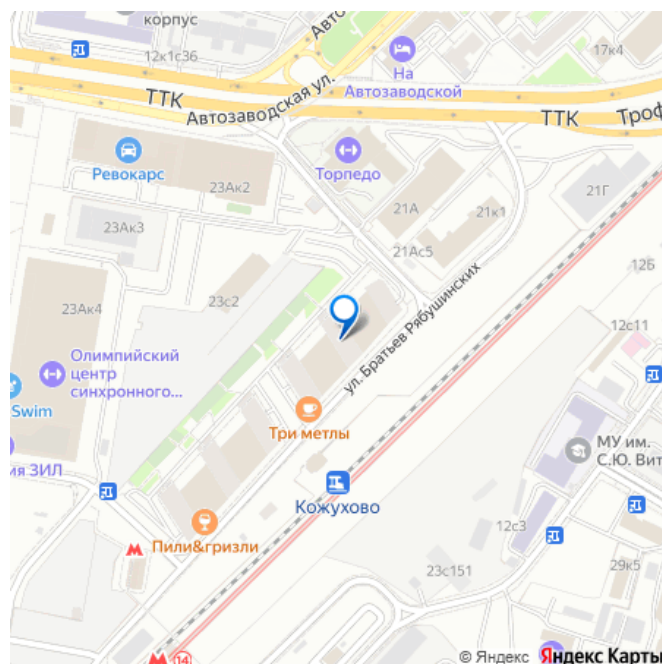 корпус
12к1с36
Авто
17к4
На
Автозаводской
ТТК
Автозаводская ул.
ТТК
Троф
Ревокарс
Торпедо
23Ак2
21Г
21А
21к1
23Ак3
21Ас5
12Б
23с2
ул. Братьев Рябушинских
23Ак4
12с11
Олимпийский
центр
синхронного...
Swim
Три метлы
МУ им.
С.Ю. Вит
ия ЗИЛ
Кожухово
12с3
Пили&гризли
23с151
29к5
14
© Яндекс Яндекс Карты